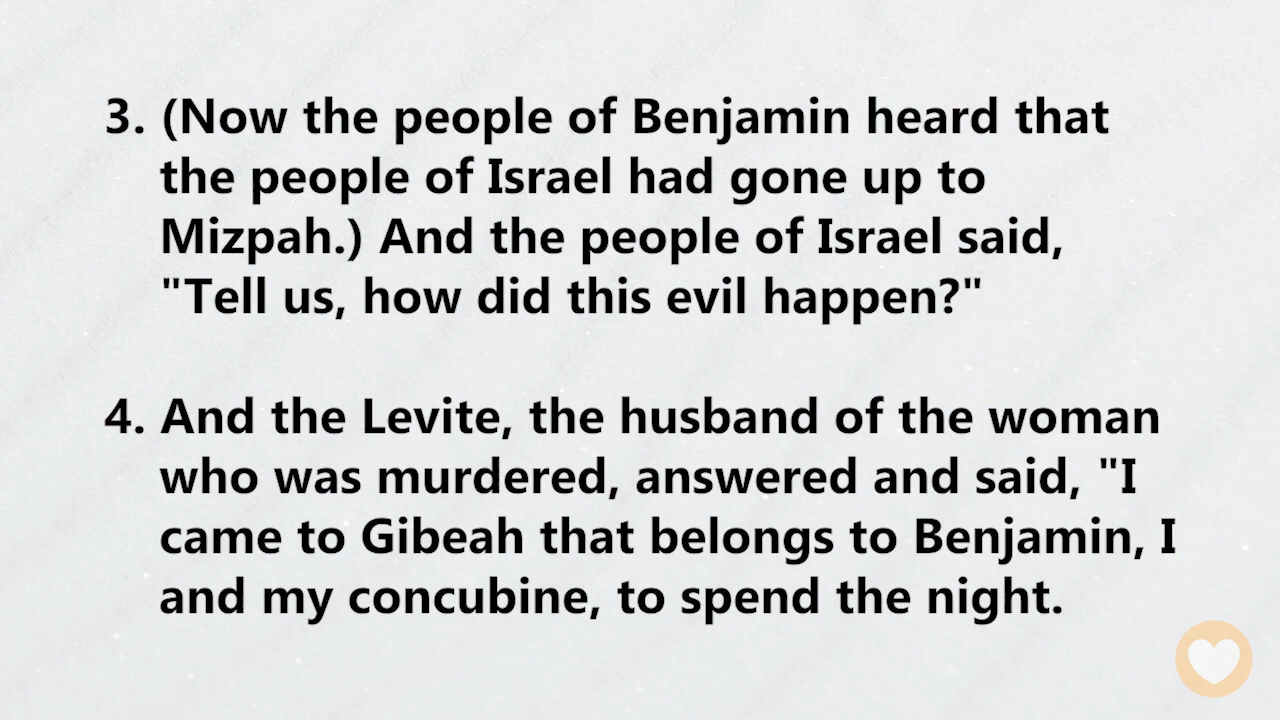 3. (Now the people of Benjamin heard that
the people of Israel had gone up to
Mizpah.) And the people of Israel said,
"Tell us, how did this evil happen?"
4. And the Levite, the husband of the woman
who was murdered, answered and said, "I
came to Gibeah that belongs to Benjamin, I
and my concubine, to spend the night.